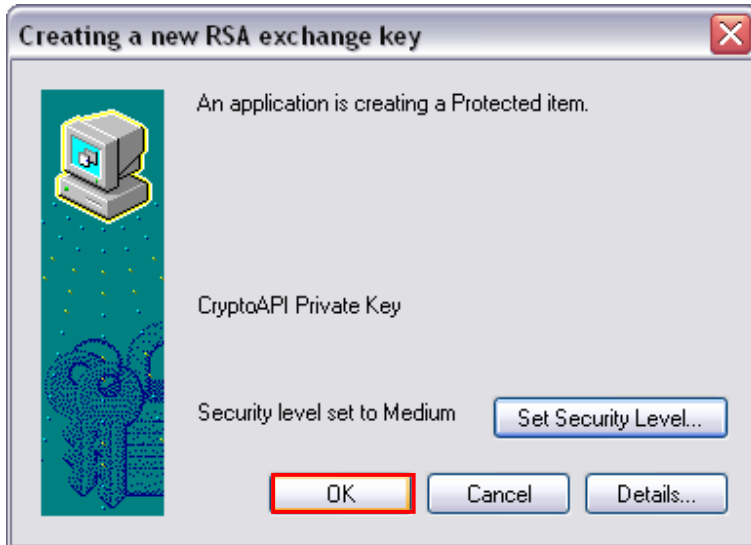 Creating a new RSA exchange key
An application is creating a Protected item.
CryptoAPI Private Key
Security level set to Medium
Set Security Level...
OK
Cancel
Details...